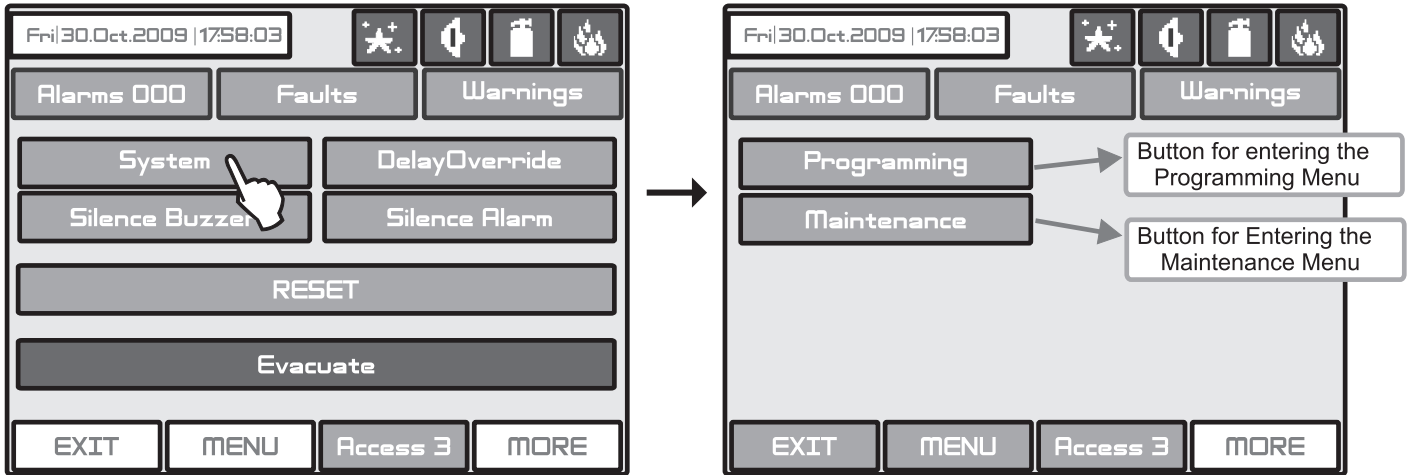 Fri|30.Oct.2009 |17:58:03
Alarms 000 Faults Warnings
System DelayOverride
Silence Buzzer Silence Alarm
RESET
Evacuate
EXIT MENU Access 3 MORE
Fri|30.Oct.2009 |17:58:03
Alarms 000 Faults Warnings
Programming
Maintenance
Button for entering the
Programming Menu
Button for Entering the
Maintenance Menu
EXIT MENU Access 3 MORE